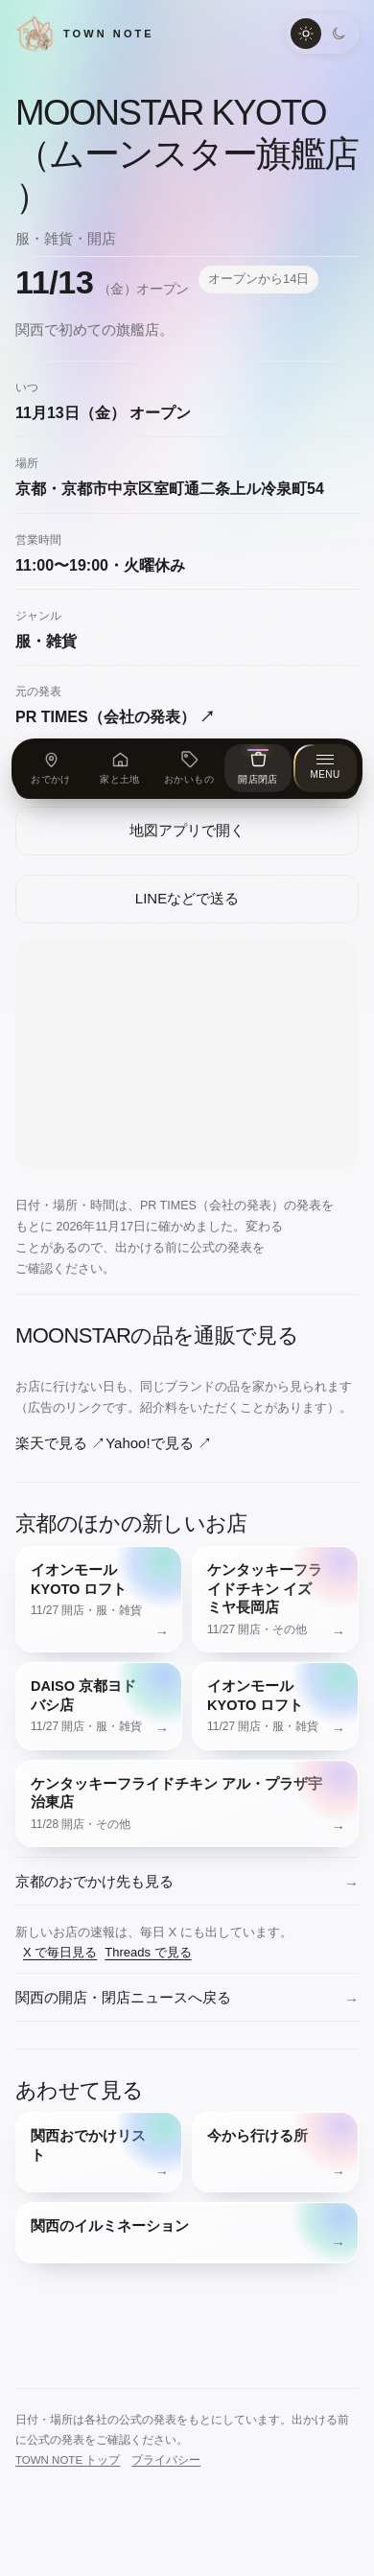 TOWN NOTE
MOONSTAR KYOTO
（ムーンスター旗艦店
）
服・雑貨・開店
11/13（金）オープン オープンから14日
関西で初めての旗艦店。
いつ
11月13日（金） オープン
場所
京都・京都市中京区室町通二条上ル冷泉町54
営業時間
11:00〜19:00・火曜休み
ジャンル
服・雑貨
元の発表
PR TIMES（会社の発表） ↗
おでかけ 家と土地 おかいもの 開店閉店 MENU
地図アプリで開く
LINEなどで送る
日付・場所・時間は、PR TIMES（会社の発表）の発表を
もとに 2026年11月17日に確かめました。変わる
ことがあるので、出かける前に公式の発表を
ご確認ください。
MOONSTARの品を通販で見る
お店に行けない日も、同じブランドの品を家から見られます
（広告のリンクです。紹介料をいただくことがあります）。
楽天で見る ↗Yahoo!で見る ↗
京都のほかの新しいお店
イオンモール
KYOTO ロフト
11/27 開店・服・雑貨
→
ケンタッキーフラ
イドチキン イズ
ミヤ長岡店
11/27 開店・その他
→
DAISO 京都ヨド
バシ店
11/27 開店・服・雑貨
→
イオンモール
KYOTO ロフト
11/27 開店・服・雑貨
→
ケンタッキーフライドチキン アル・プラザ宇
治東店
11/28 開店・その他
→
京都のおでかけ先も見る →
新しいお店の速報は、毎日 X にも出しています。
X で毎日見る Threads で見る
関西の開店・閉店ニュースへ戻る →
あわせて見る
関西おでかけリス
ト
→
今から行ける所
→
関西のイルミネーション
→
日付・場所は各社の公式の発表をもとにしています。出かける前
に公式の発表をご確認ください。
TOWN NOTE トップ プライバシー